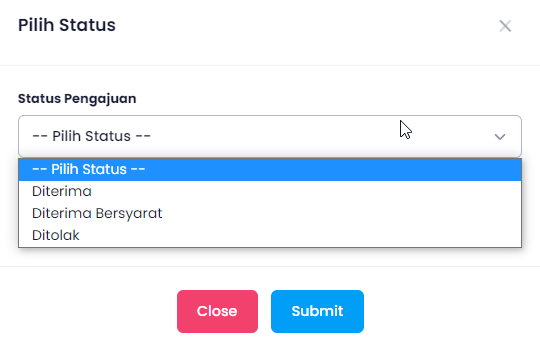 Pilih Status
Status Pengajuan
-- Pilih Status --
-- Pilih Status --
Diterima
Diterima Bersyarat
Ditolak
Close Submit